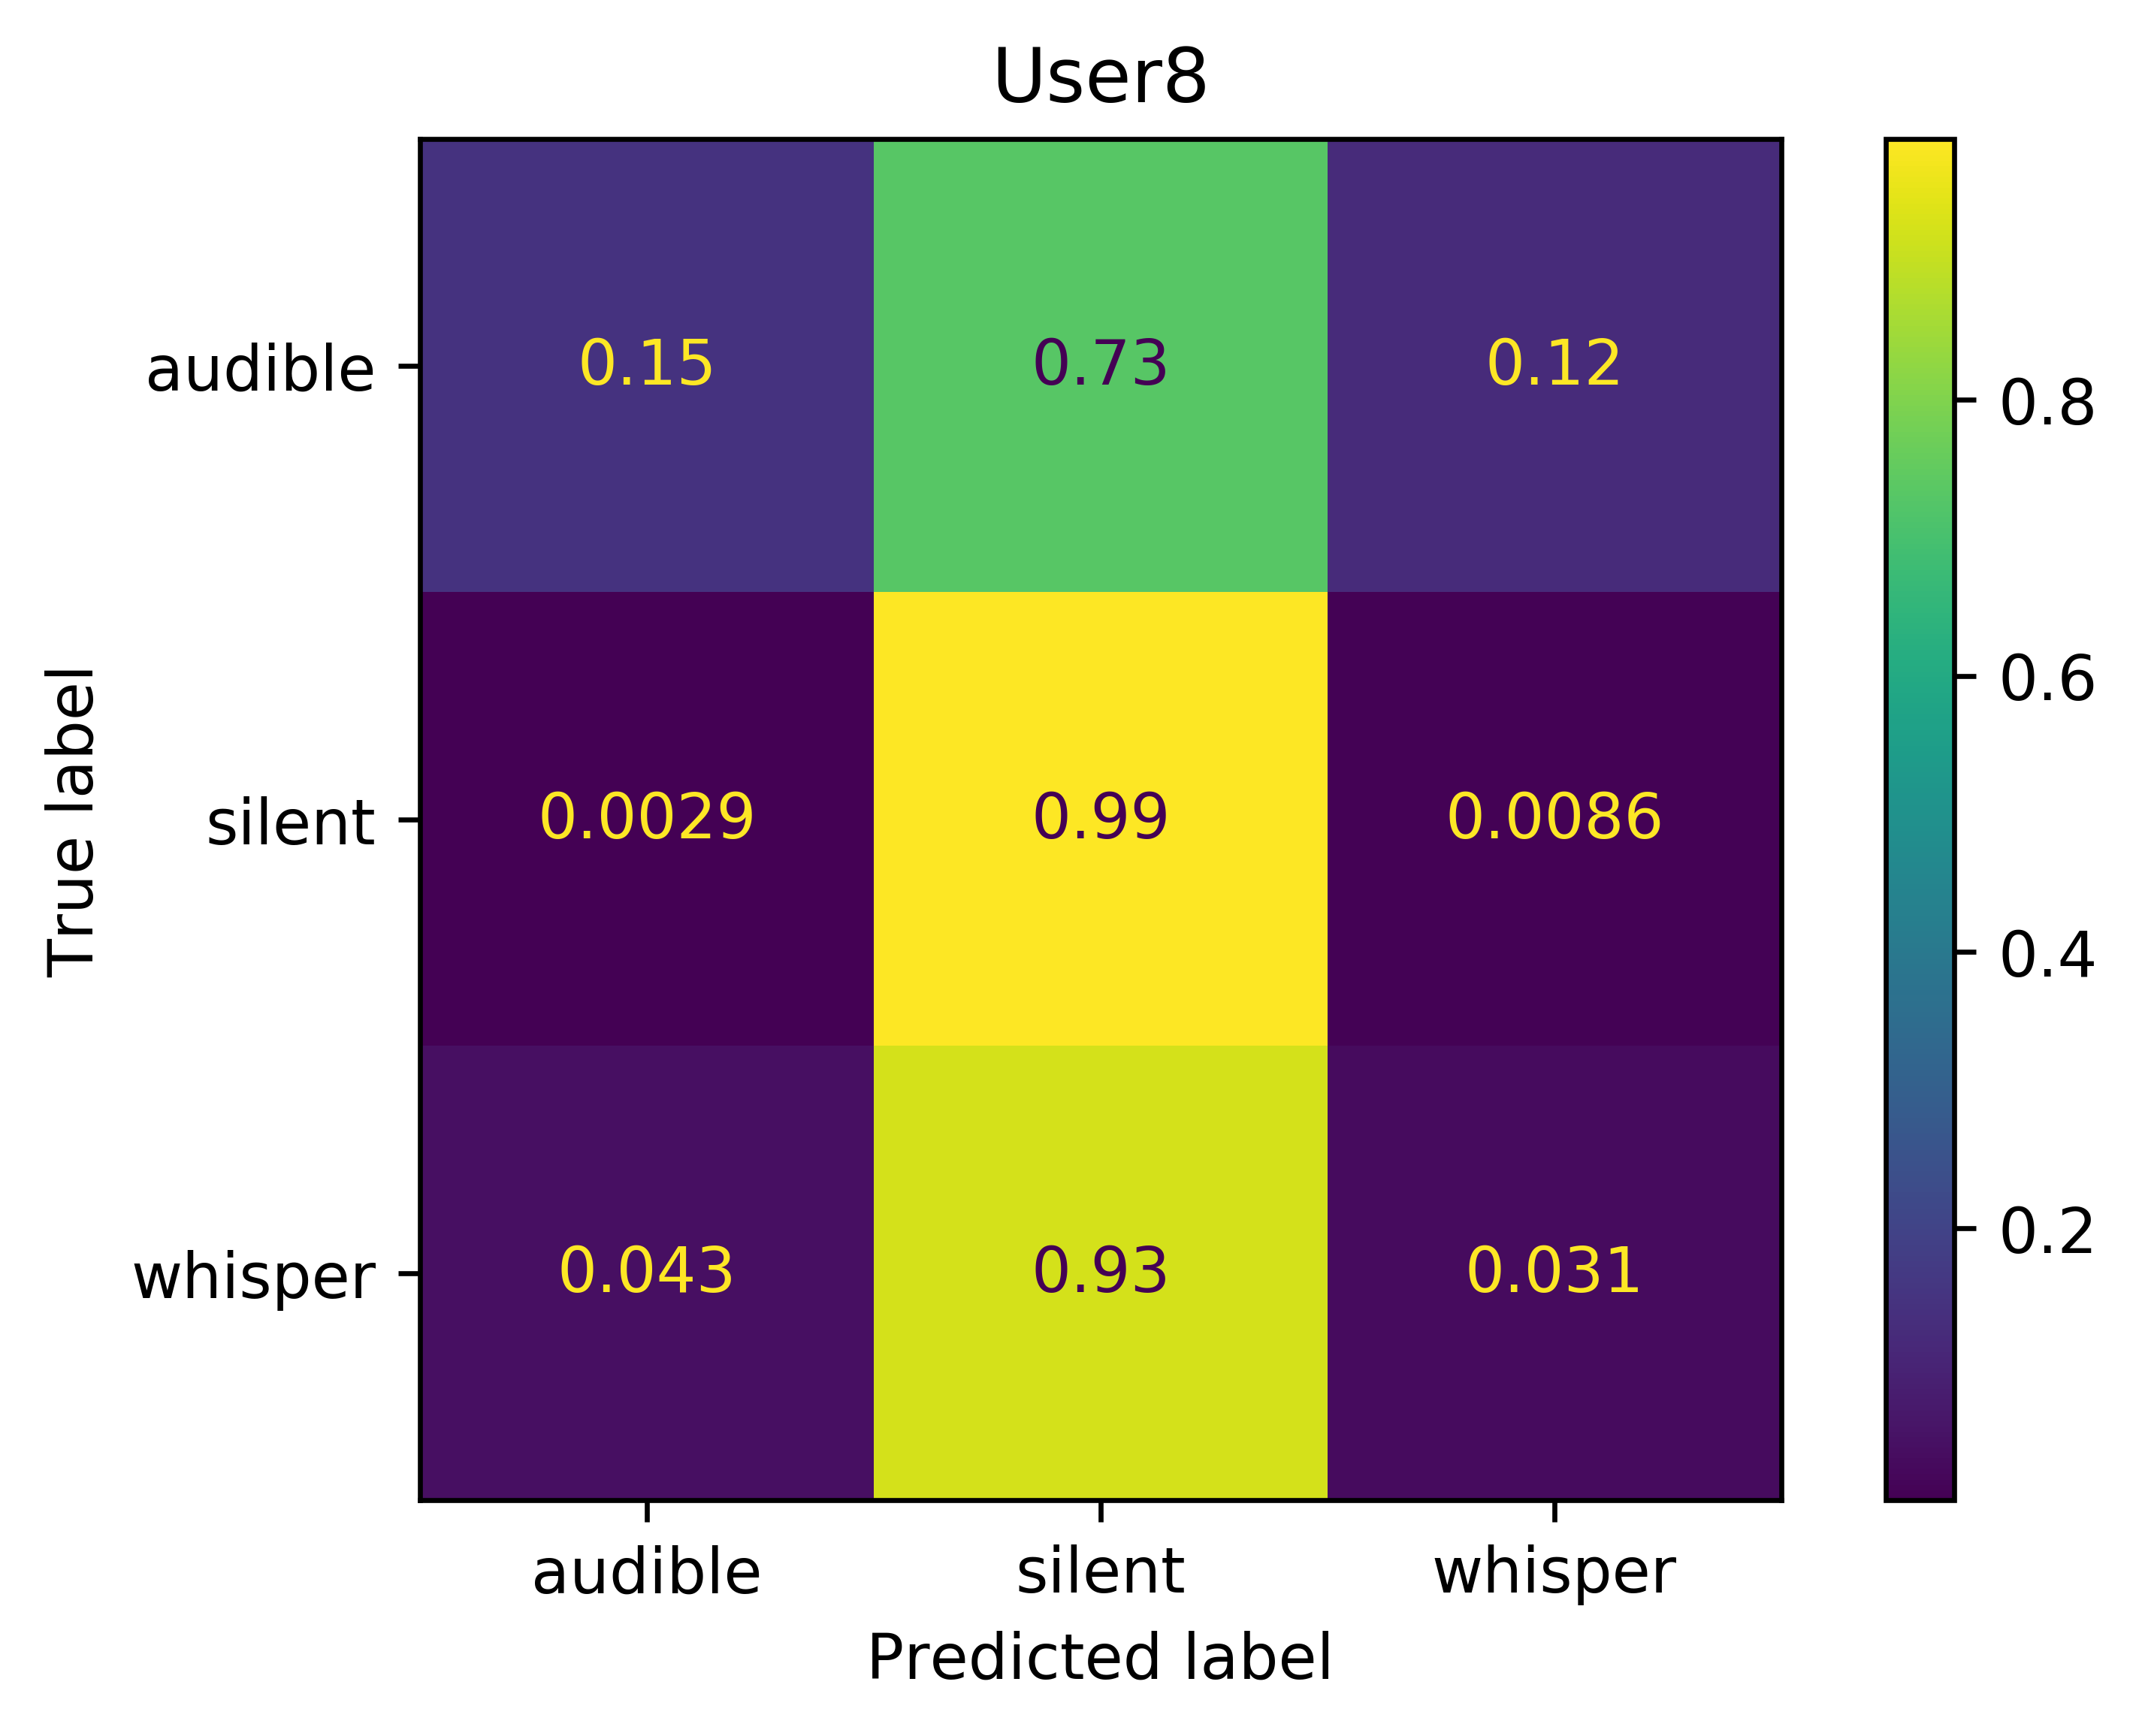 User8
audible 0.15 0.73 0.12
silent 0.0029 0.99 0.0086
whisper 0.043 0.93 0.031
audible silent whisper
Predicted label
True label
0.8
0.6
0.4
0.2